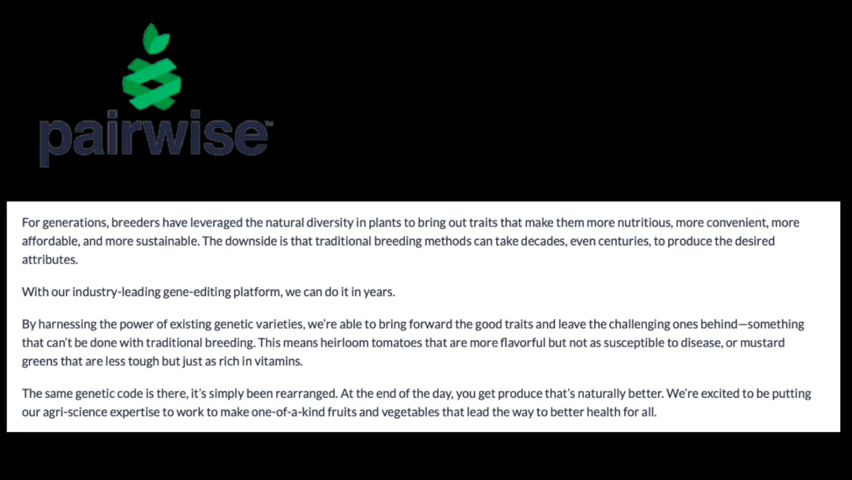 pairwise™
For generations, breeders have leveraged the natural diversity in plants to bring out traits that make them more nutritious, more convenient, more
affordable, and more sustainable. The downside is that traditional breeding methods can take decades, even centuries, to produce the desired
attributes.
With our industry-leading gene-editing platform, we can do it in years.
By harnessing the power of existing genetic varieties, we're able to bring forward the good traits and leave the challenging ones behind—something
that can't be done with traditional breeding. This means heirloom tomatoes that are more flavorful but not as susceptible to disease, or mustard
greens that are less tough but just as rich in vitamins.
The same genetic code is there, it's simply been rearranged. At the end of the day, you get produce that's naturally better. We're excited to be putting
our agri-science expertise to work to make one-of-a-kind fruits and vegetables that lead the way to better health for all.